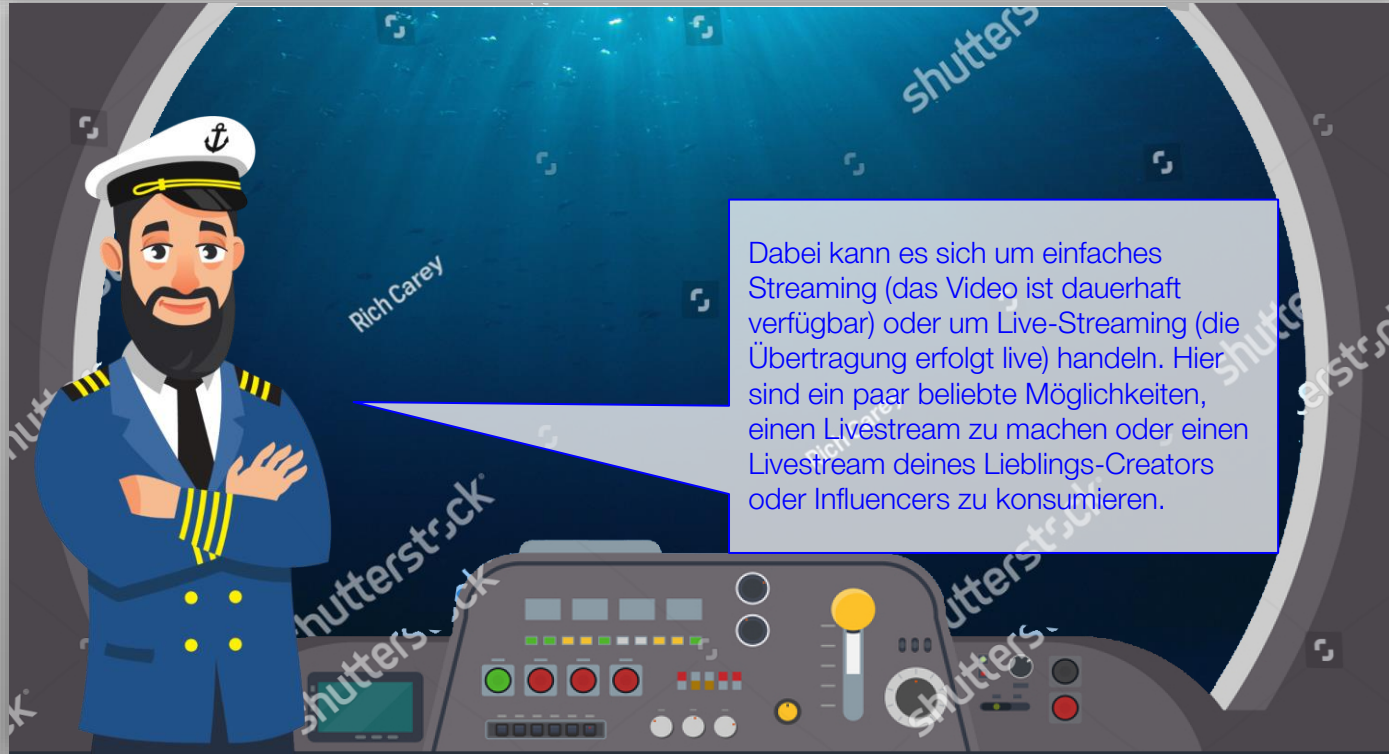 shutters
Rich Carey
Dabei kann es sich um einfaches
Streaming (das Video ist dauerhaft
verfügbar) oder um Live-Streaming (die
Übertragung erfolgt live) handeln. Hier
sind ein paar beliebte Möglichkeiten,
einen Livestream zu machen oder einen
Livestream deines Lieblings-Creators
oder Influencers zu konsumieren.